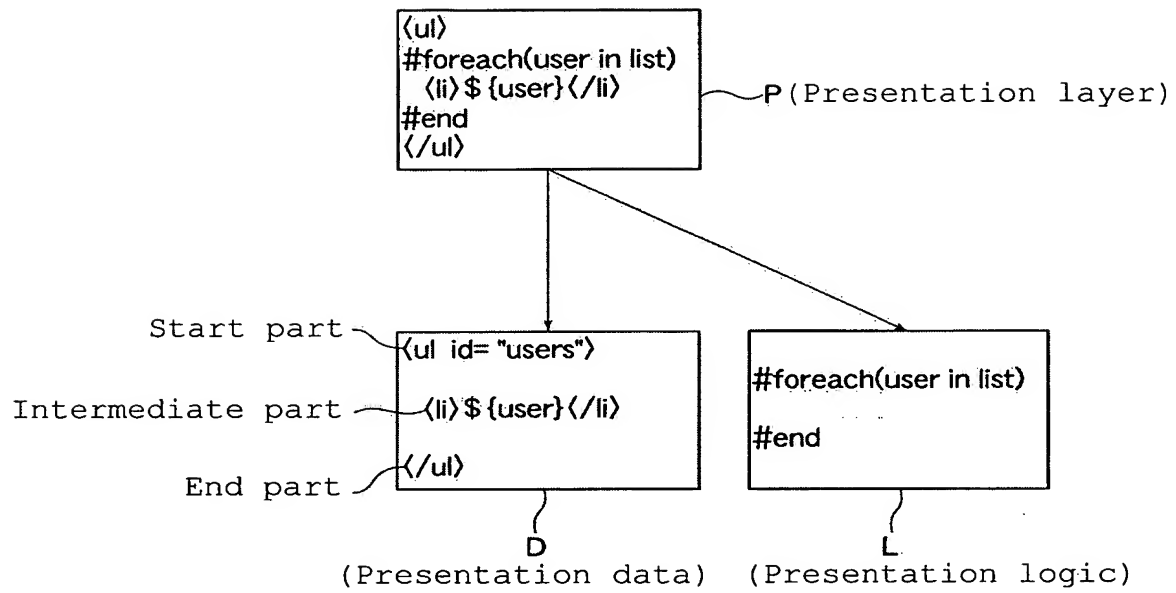 〈ul〉
#foreach(user in list)
〈li〉$ {user}〈/li〉
#end
〈/ul〉
P (Presentation layer)
Start part
〈ul id= "users"〉
Intermediate part
〈li〉$ {user}〈/li〉
End part
〈/ul〉
#foreach(user in list)
#end
D
(Presentation data)
L
(Presentation logic)